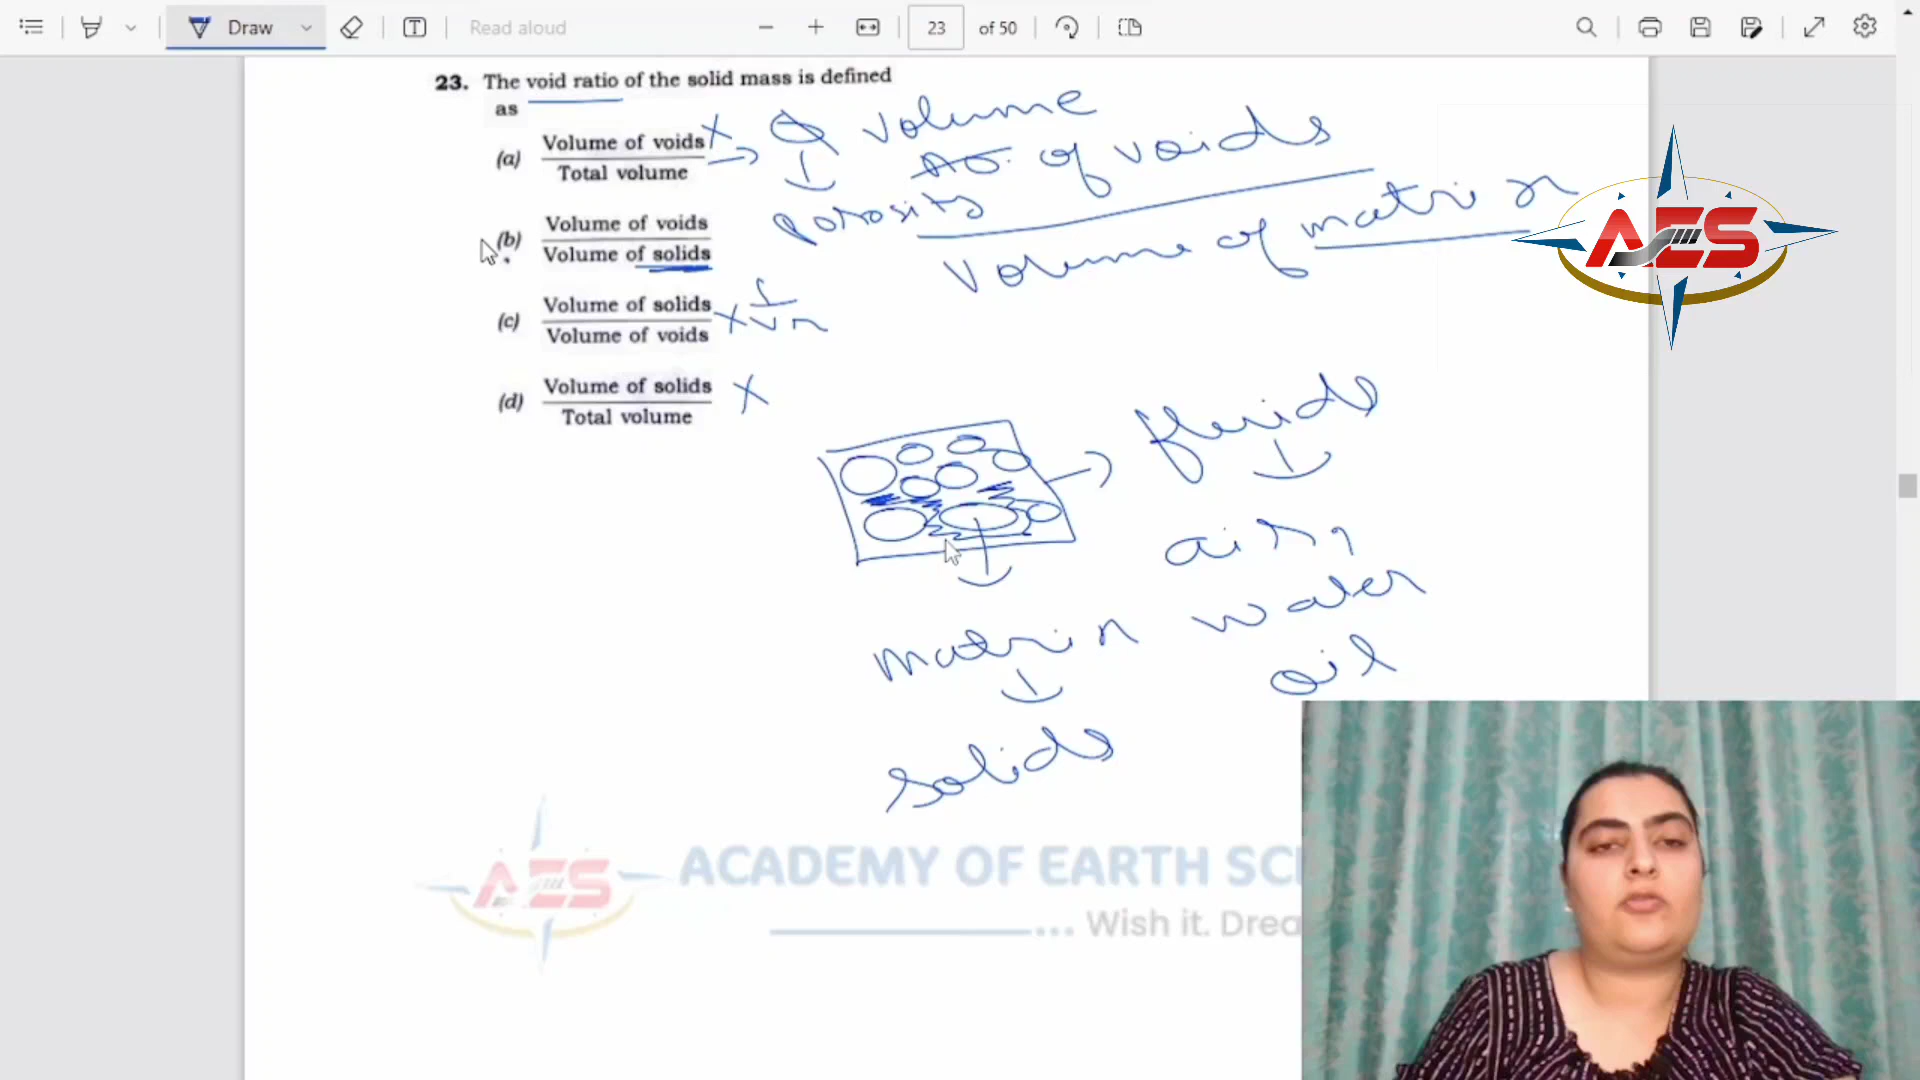 Draw
Read aloud
23
of 50
23. The void ratio of the solid mass is defined
as
(a) Volume of voids
Total volume
(b) Volume of voids
Volume of solids
(c) Volume of solids
Volume of voids
(d) Volume of solids
Total volume
porosity
volume
No. of voids
Volume of matrix
fluids
air,
water
oil
matrix
solids
AES
AES
ACADEMY OF EARTH SC
... Wish it. Drea